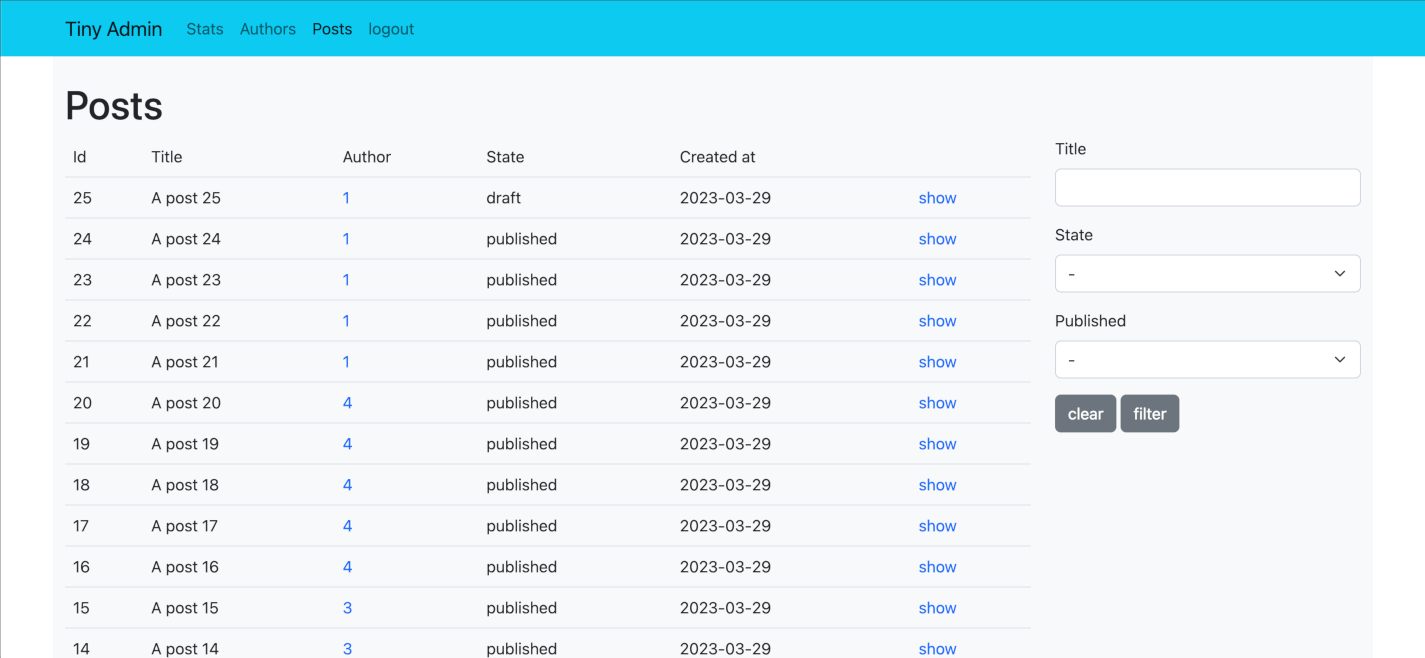 Tiny Admin Stats Authors Posts logout
Posts
Id Title Author State Created at
25 A post 25 1 draft 2023-03-29 show
24 A post 24 1 published 2023-03-29 show
23 A post 23 1 published 2023-03-29 show
22 A post 22 1 published 2023-03-29 show
21 A post 21 1 published 2023-03-29 show
20 A post 20 4 published 2023-03-29 show
19 A post 19 4 published 2023-03-29 show
18 A post 18 4 published 2023-03-29 show
17 A post 17 4 published 2023-03-29 show
16 A post 16 4 published 2023-03-29 show
15 A post 15 3 published 2023-03-29 show
14 A post 14 3 published 2023-03-29 show
Title
State
-
Published
-
clear filter